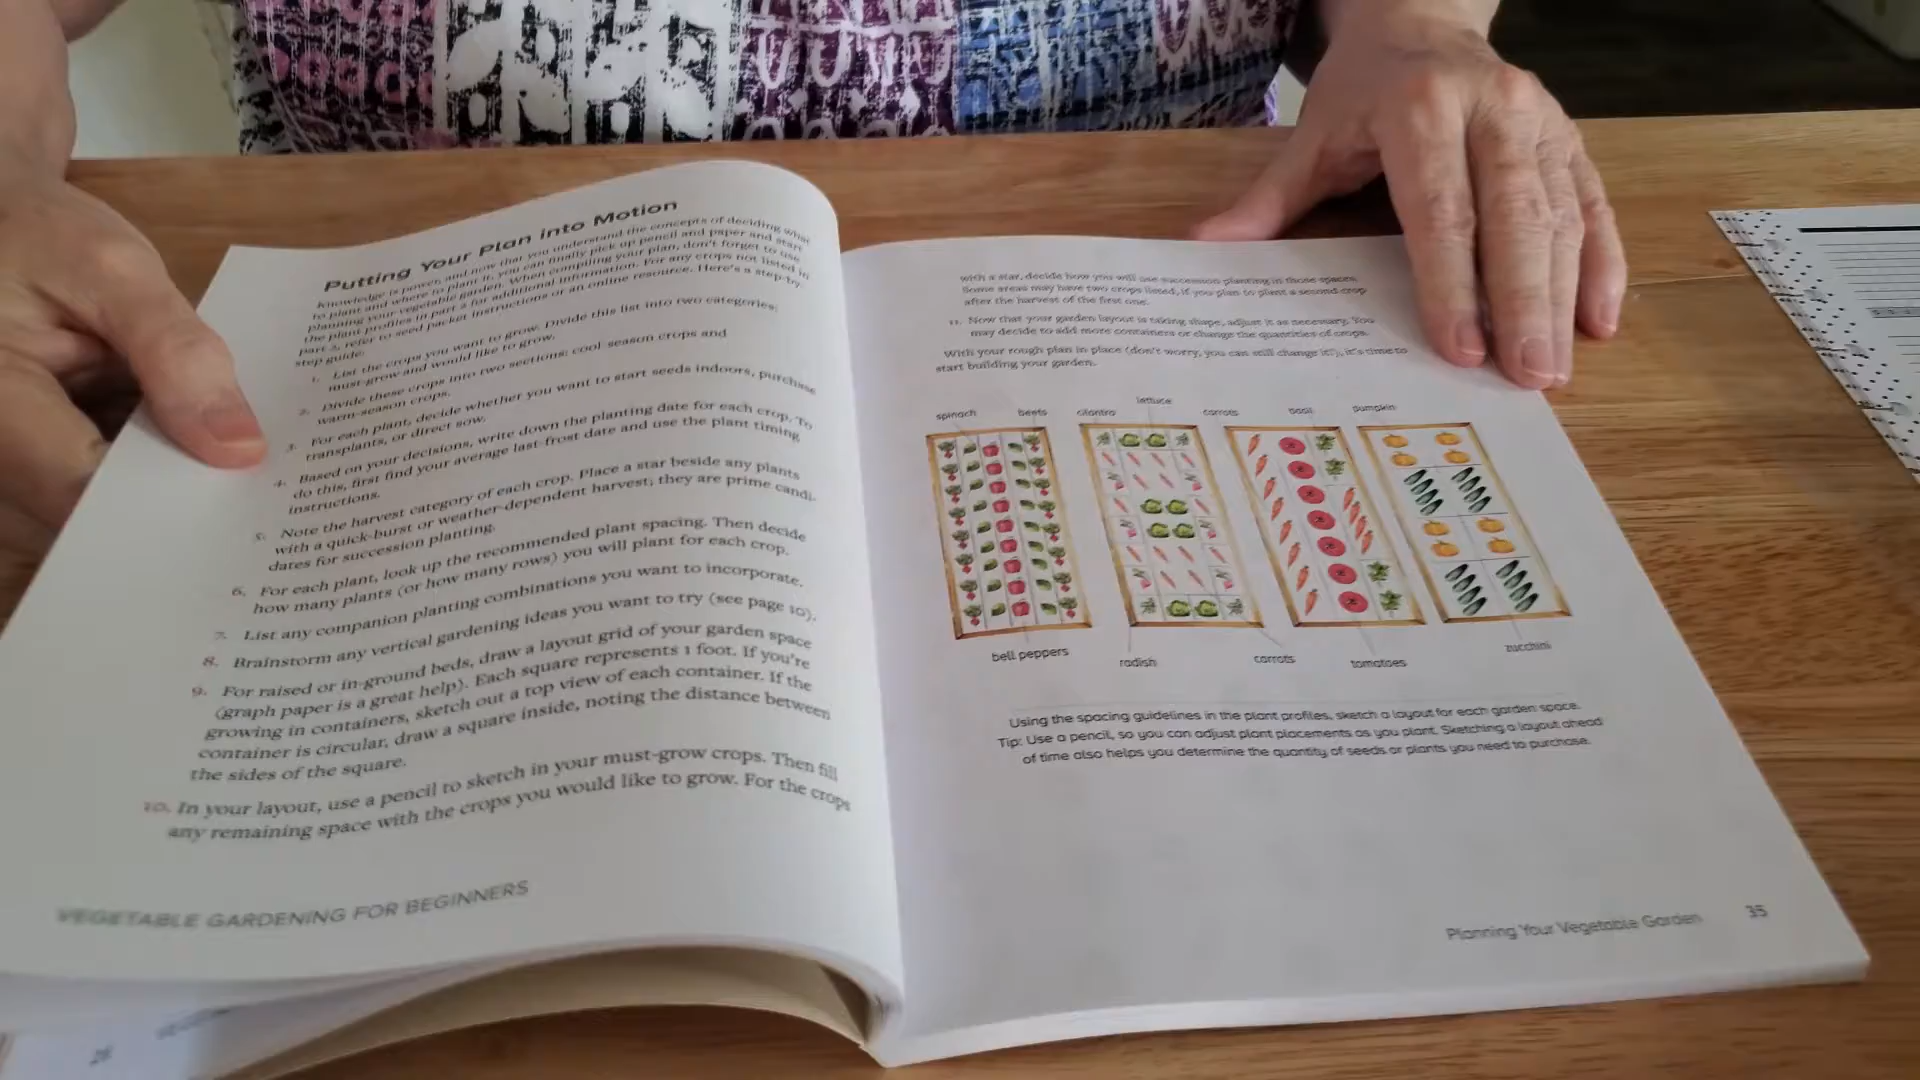 Putting Your Plan into Motion
Knowledge is power, and now that you understand the concepts of deciding what
to plant and where to plant it, you can finally pick up pencil and paper and start
planning your vegetable garden. When compiling your plan, don't forget to use
the plant profiles in part 2 for additional information. For any crops not listed in
part 2, refer to seed packet instructions or an online resource. Here's a step-by-
step guide:
1. List the crops you want to grow. Divide this list into two categories:
must-grow and would like to grow.
2. Divide these crops into two sections: cool-season crops and
warm-season crops.
3. For each plant, decide whether you want to start seeds indoors, purchase
transplants, or direct sow.
4. Based on your decisions, write down the planting date for each crop. To
do this, first find your average last-frost date and use the plant timing
instructions.
5. Note the harvest category of each crop. Place a star beside any plants
with a quick-burst or weather-dependent harvest; they are prime candi-
dates for succession planting.
6. For each plant, look up the recommended plant spacing. Then decide
how many plants (or how many rows) you will plant for each crop.
7. List any companion planting combinations you want to incorporate.
8. Brainstorm any vertical gardening ideas you want to try (see page 10).
9. For raised or in-ground beds, draw a layout grid of your garden space
(graph paper is a great help). Each square represents 1 foot. If you're
growing in containers, sketch out a top view of each container. If the
container is circular, draw a square inside, noting the distance between
the sides of the square.
10. In your layout, use a pencil to sketch in your must-grow crops. Then fill
any remaining space with the crops you would like to grow. For the crops
VEGETABLE GARDENING FOR BEGINNERS
26
with a star, decide how you will use succession planting in those spaces.
Some areas may have two crops listed, if you plan to plant a second crop
after the harvest of the first one.
11. Now that your garden layout is taking shape, adjust it as necessary. You
may decide to add more containers or change the quantities of crops.
With your rough plan in place (don't worry, you can still change it!), it's time to
start building your garden.
spinach beets cilantro lettuce carrots basil pumpkin
bell peppers radish carrots tomatoes zucchini
Using the spacing guidelines in the plant profiles, sketch a layout for each garden space.
Tip: Use a pencil, so you can adjust plant placements as you plant. Sketching a layout ahead
of time also helps you determine the quantity of seeds or plants you need to purchase.
Planning Your Vegetable Garden 35